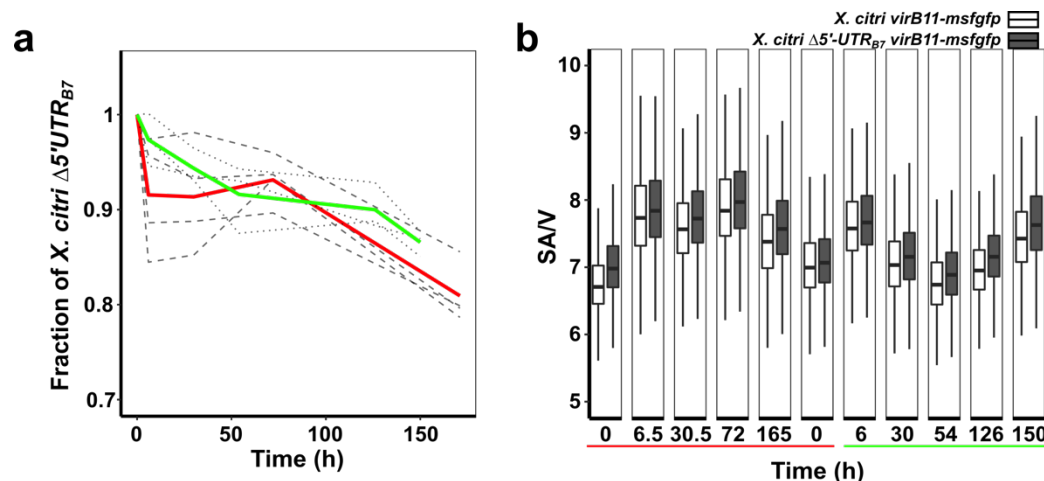 a
Fraction of X. citri Δ5'UTR_B7
1
0.9
0.8
0.7
0 50 100 150
Time (h)
b
X. citri virB11-msfgfp
X. citri Δ5'-UTR_B7 virB11-msfgfp
SA/V
10
9
8
7
6
5
0 6.5 30.5 72 165 0 6 30 54 126 150
Time (h)